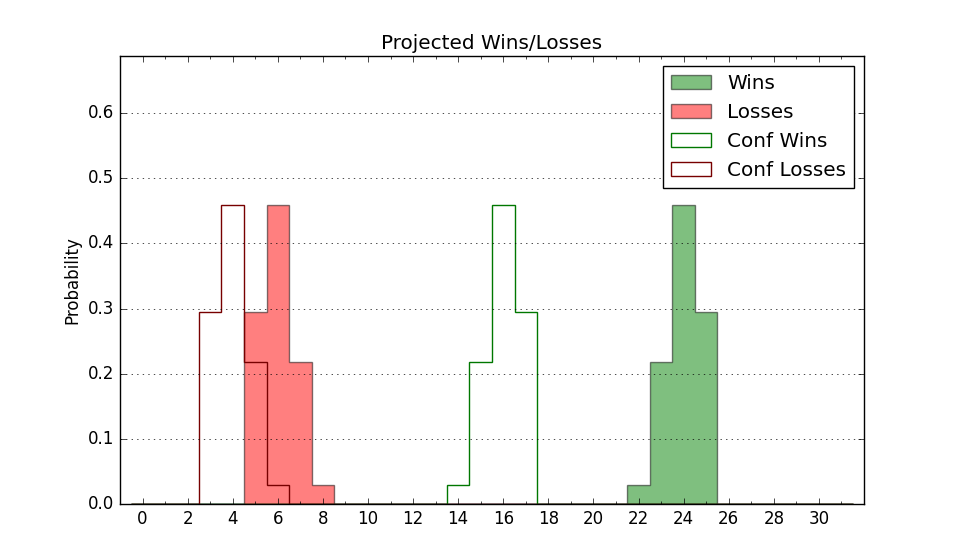 Projected Wins/Losses
Wins
Losses
Conf Wins
Conf Losses
Probability
0.6
0.5
0.4
0.3
0.2
0.1
0.0
0 2 4 6 8 10 12 14 16 18 20 22 24 26 28 30